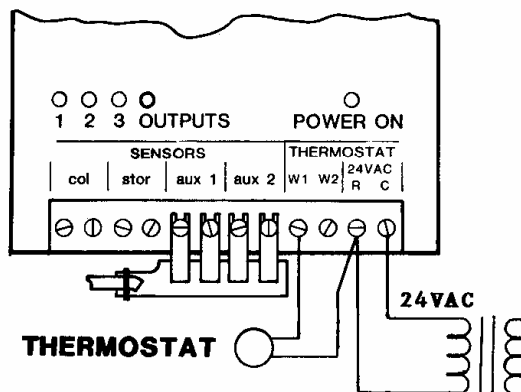 1 2 3 OUTPUTS POWER ON
SENSORS THERMOSTAT
col stor aux 1 aux 2 W1 W2 24VAC
R C
24VAC
THERMOSTAT